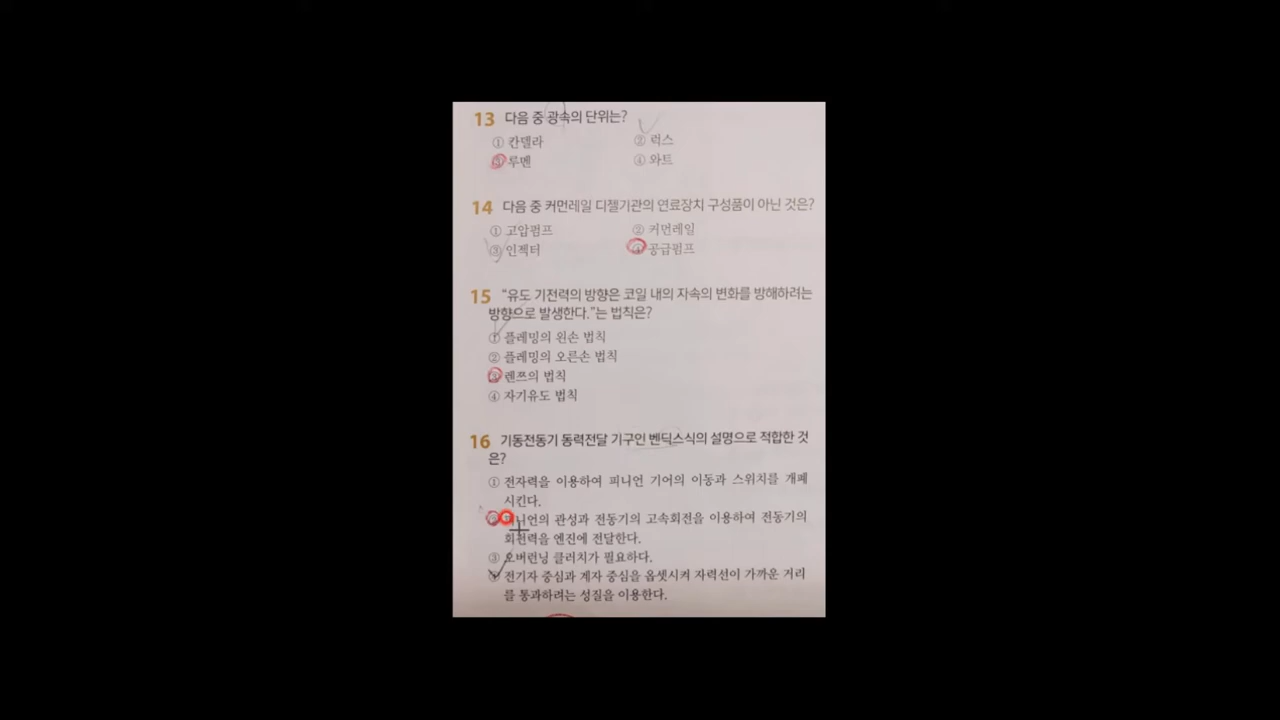 13 다음 중 광속의 단위는?
① 칸델라 ② 럭스
③ 루멘 ④ 와트
14 다음 중 커먼레일 디젤기관의 연료장치 구성품이 아닌 것은?
① 고압펌프 ② 커먼레일
③ 인젝터 ④ 공급펌프
15 "유도 기전력의 방향은 코일 내의 자속의 변화를 방해하려는
방향으로 발생한다."는 법칙은?
① 플레밍의 왼손 법칙
② 플레밍의 오른손 법칙
③ 렌쯔의 법칙
④ 자기유도 법칙
16 기동전동기 동력전달 기구인 벤딕스식의 설명으로 적합한 것
은?
① 전자력을 이용하여 피니언 기어의 이동과 스위치를 개폐
시킨다.
② 피니언의 관성과 전동기의 고속회전을 이용하여 전동기의
회전력을 엔진에 전달한다.
③ 오버런닝 클러치가 필요하다.
④ 전기자 중심과 계자 중심을 옵셋시켜 자력선이 가까운 거리
를 통과하려는 성질을 이용한다.